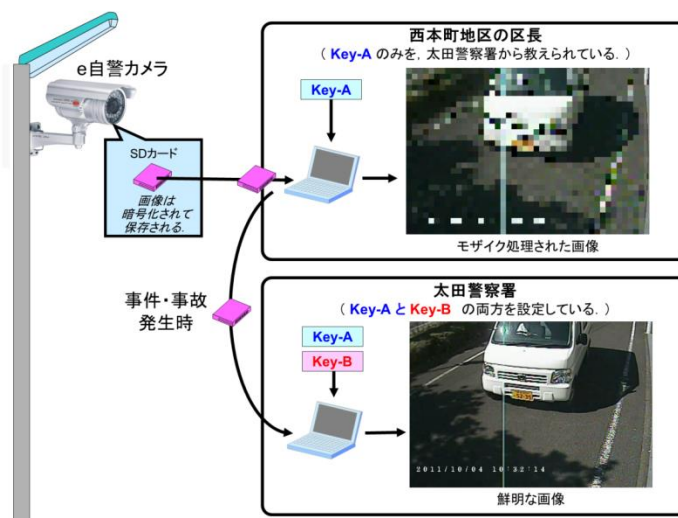 西本町地区の区長
( Key-A のみを, 太田警察署から教えられている. )
e自警カメラ
Key-A
SDカード
画像は
暗号化されて
保存される.
モザイク処理された画像
事件・事故
発生時
太田警察署
( Key-A と Key-B の両方を設定している. )
Key-A
Key-B
2011/10/04 10:32:14
鮮明な画像